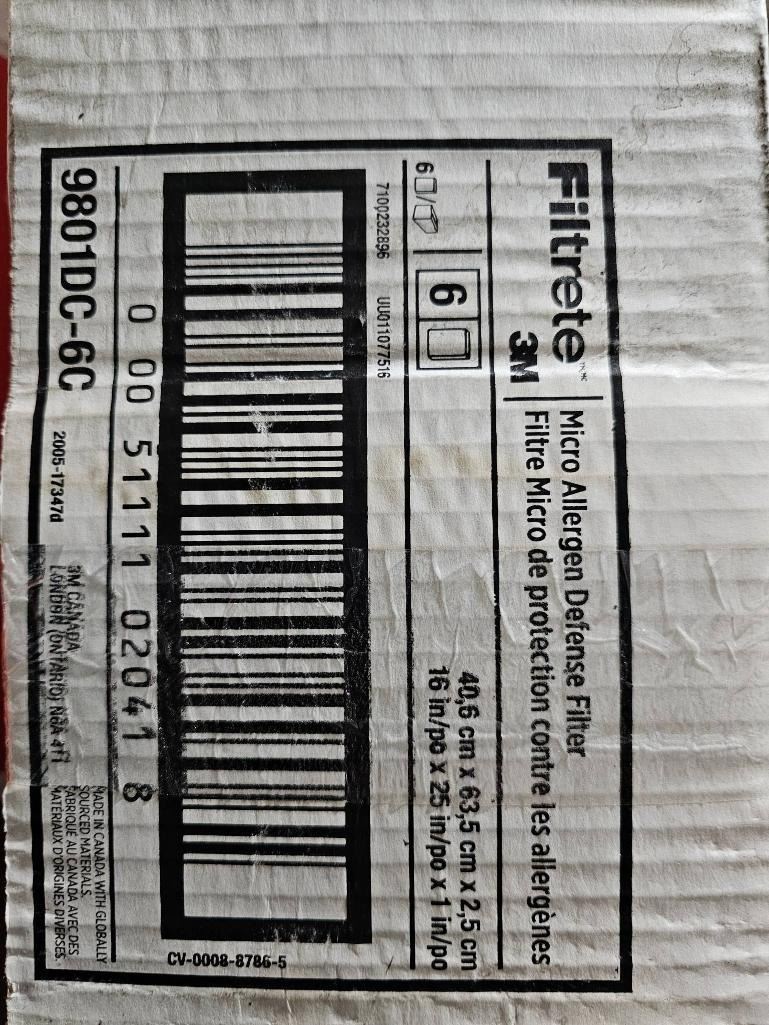 Filtrete™
3M
Micro Allergen Defense Filter
Filtre Micro de protection contre les allergènes
6 /
6
40,6 cm x 63,5 cm x 2,5 cm
16 in/po x 25 in/po x 1 in/po
7100232896 UU011077516
CV-0008-8786-5
0 00 51111 02041 8
9801DC-6C
2005-17347d
3M CANADA
LONDON (ONTARIO) N6A 4T1
MADE IN CANADA WITH GLOBALLY
SOURCED MATERIALS.
FABRIQUÉ AU CANADA AVEC DES
MATÉRIAUX D'ORIGINES DIVERSES.